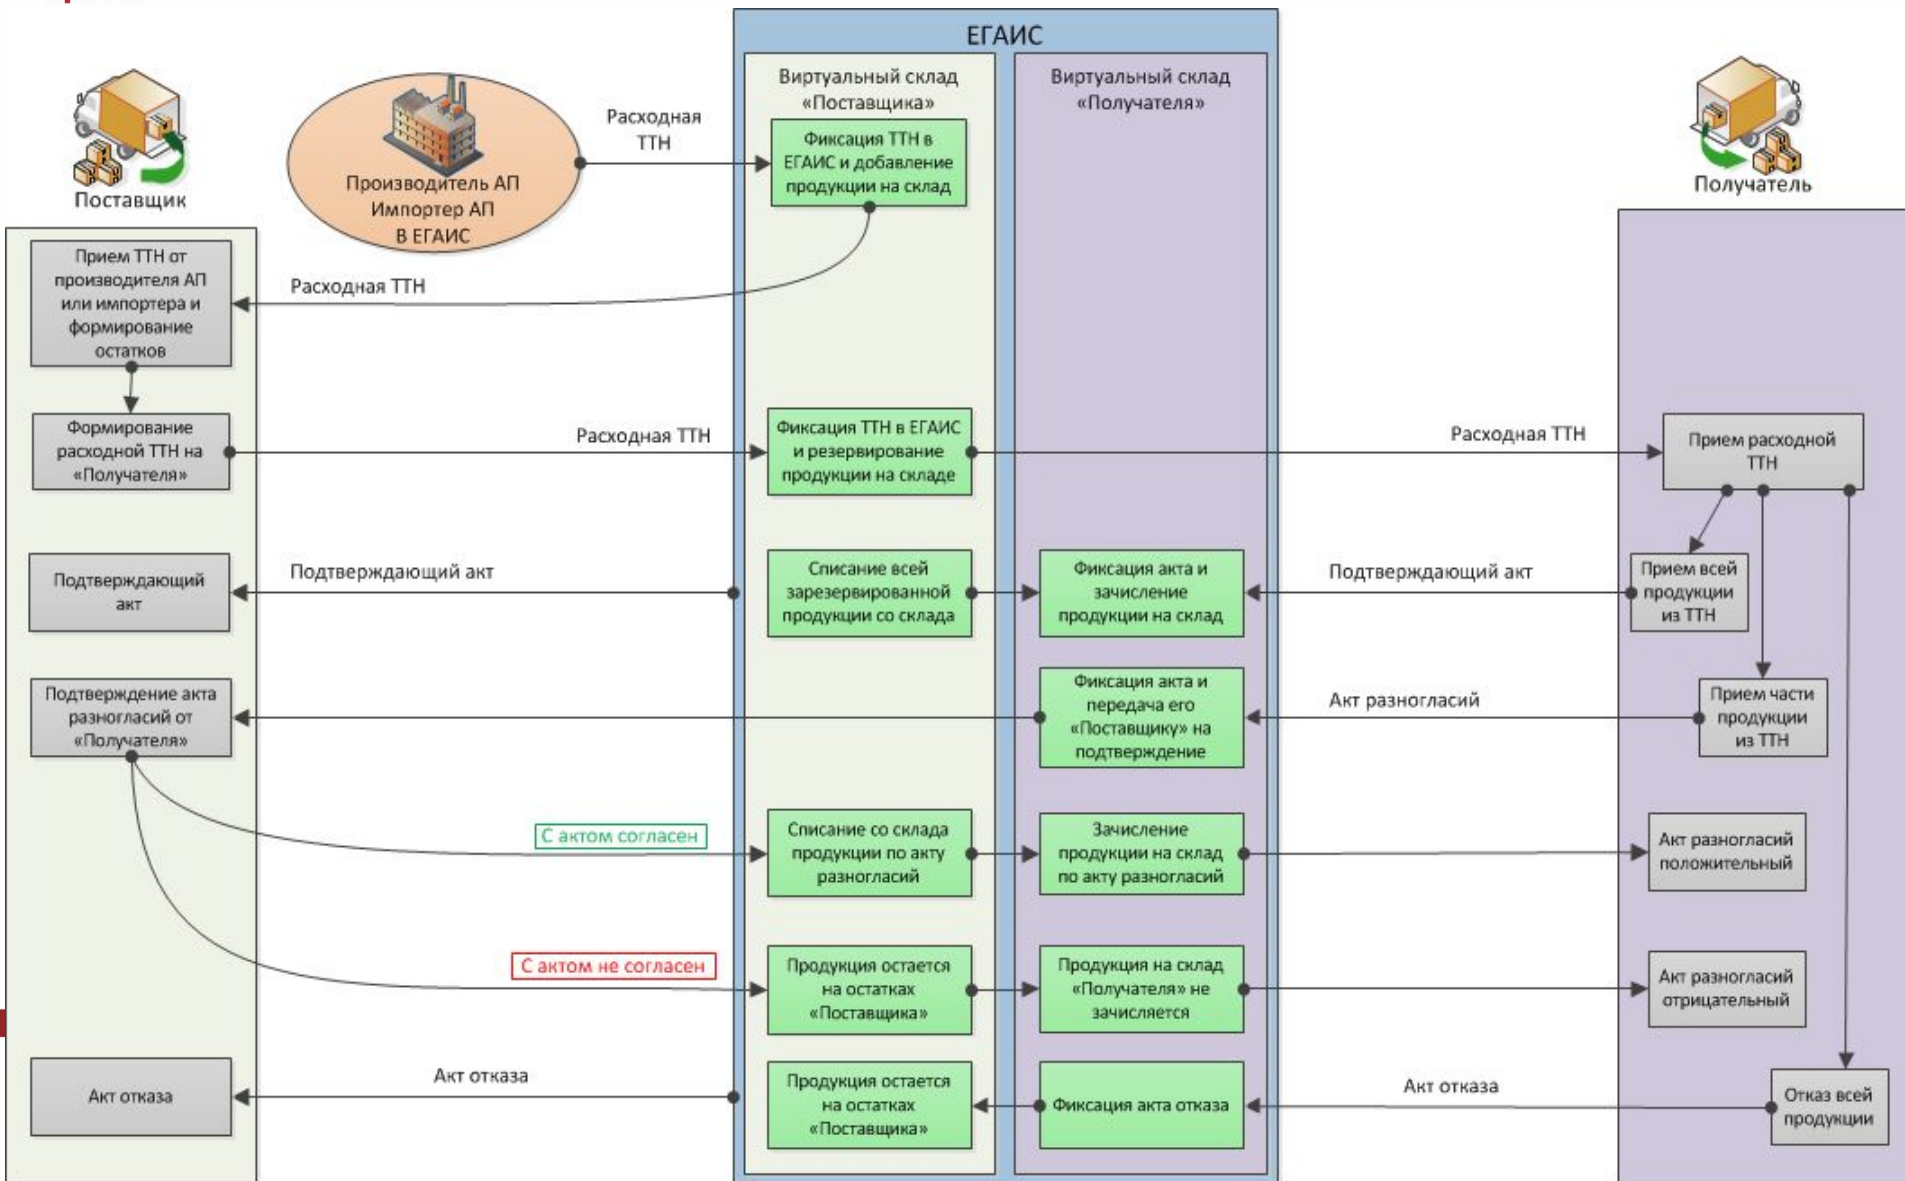 ЕГАИС
Виртуальный склад
«Поставщика»
Виртуальный склад
«Получателя»
Поставщик
Производитель АП
Импортер АП
В ЕГАИС
Расходная
ТТН
Фиксация ТТН в
ЕГАИС и добавление
продукции на склад
Получатель
Прием ТТН от
производителя АП
или импортера и
формирование
остатков
Расходная ТТН
Формирование
расходной ТТН на
«Получателя»
Расходная ТТН
Фиксация ТТН в ЕГАИС
и резервирование
продукции на складе
Расходная ТТН
Прием расходной
ТТН
Подтверждающий
акт
Подтверждающий акт
Списание всей
зарезервированной
продукции со склада
Фиксация акта и
зачисление
продукции на склад
Подтверждающий акт
Прием всей
продукции
из ТТН
Подтверждение акта
разногласий от
«Получателя»
Фиксация акта и
передача его
«Поставщику» на
подтверждение
Акт разногласий
Прием части
продукции
из ТТН
С актом согласен
Списание со склада
продукции по акту
разногласий
Зачисление
продукции на склад
по акту разногласий
Акт разногласий
положительный
С актом не согласен
Продукция остается
на остатках
«Поставщика»
Продукция на склад
«Получателя» не
зачисляется
Акт разногласий
отрицательный
Акт отказа
Акт отказа
Продукция остается
на остатках
«Поставщика»
Фиксация акта отказа
Акт отказа
Отказ всей
продукции